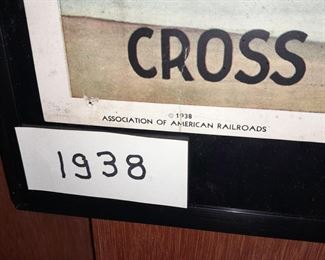 CROSS
© 1938
ASSOCIATION OF AMERICAN RAILROADS
1938